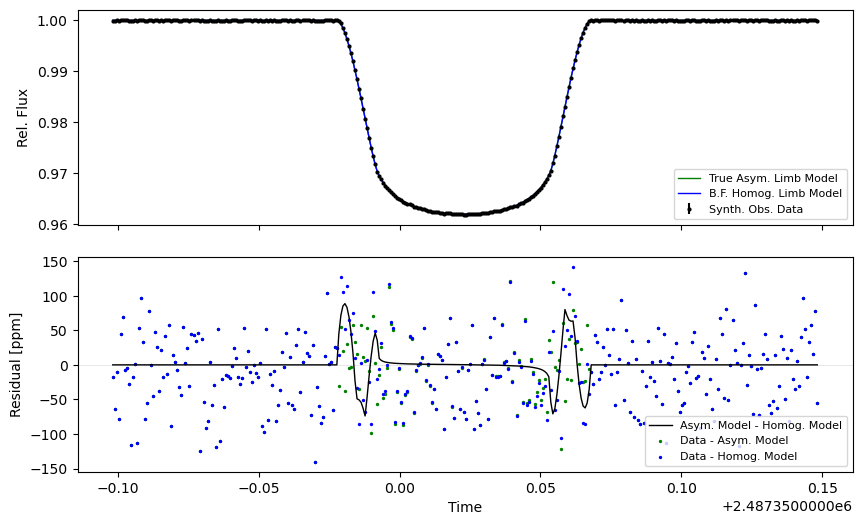 1.00
0.99
0.98
0.97
0.96
Rel. Flux
True Asym. Limb Model
B.F. Homog. Limb Model
Synth. Obs. Data
150
100
50
0
−50
−100
−150
Residual [ppm]
Asym. Model - Homog. Model
Data - Asym. Model
Data - Homog. Model
−0.10 −0.05 0.00 0.05 0.10 0.15
Time
+2.4873500000e6